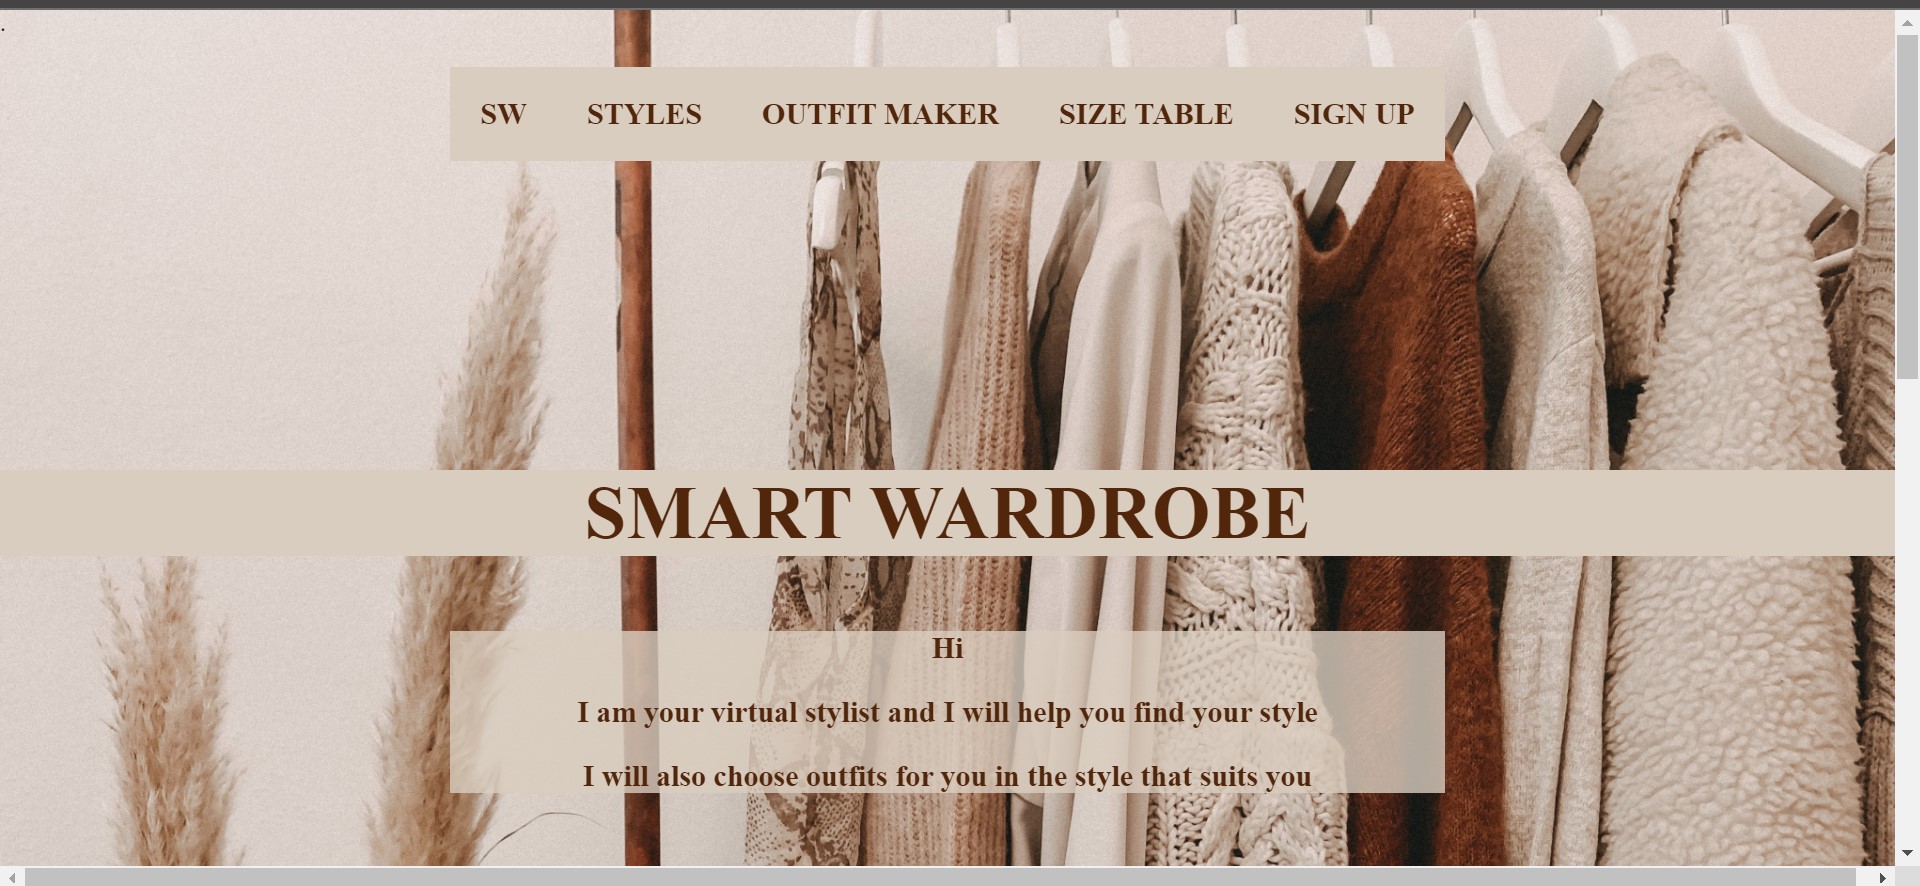 .
SW STYLES OUTFIT MAKER SIZE TABLE SIGN UP
SMART WARDROBE
Hi
I am your virtual stylist and I will help you find your style
I will also choose outfits for you in the style that suits you